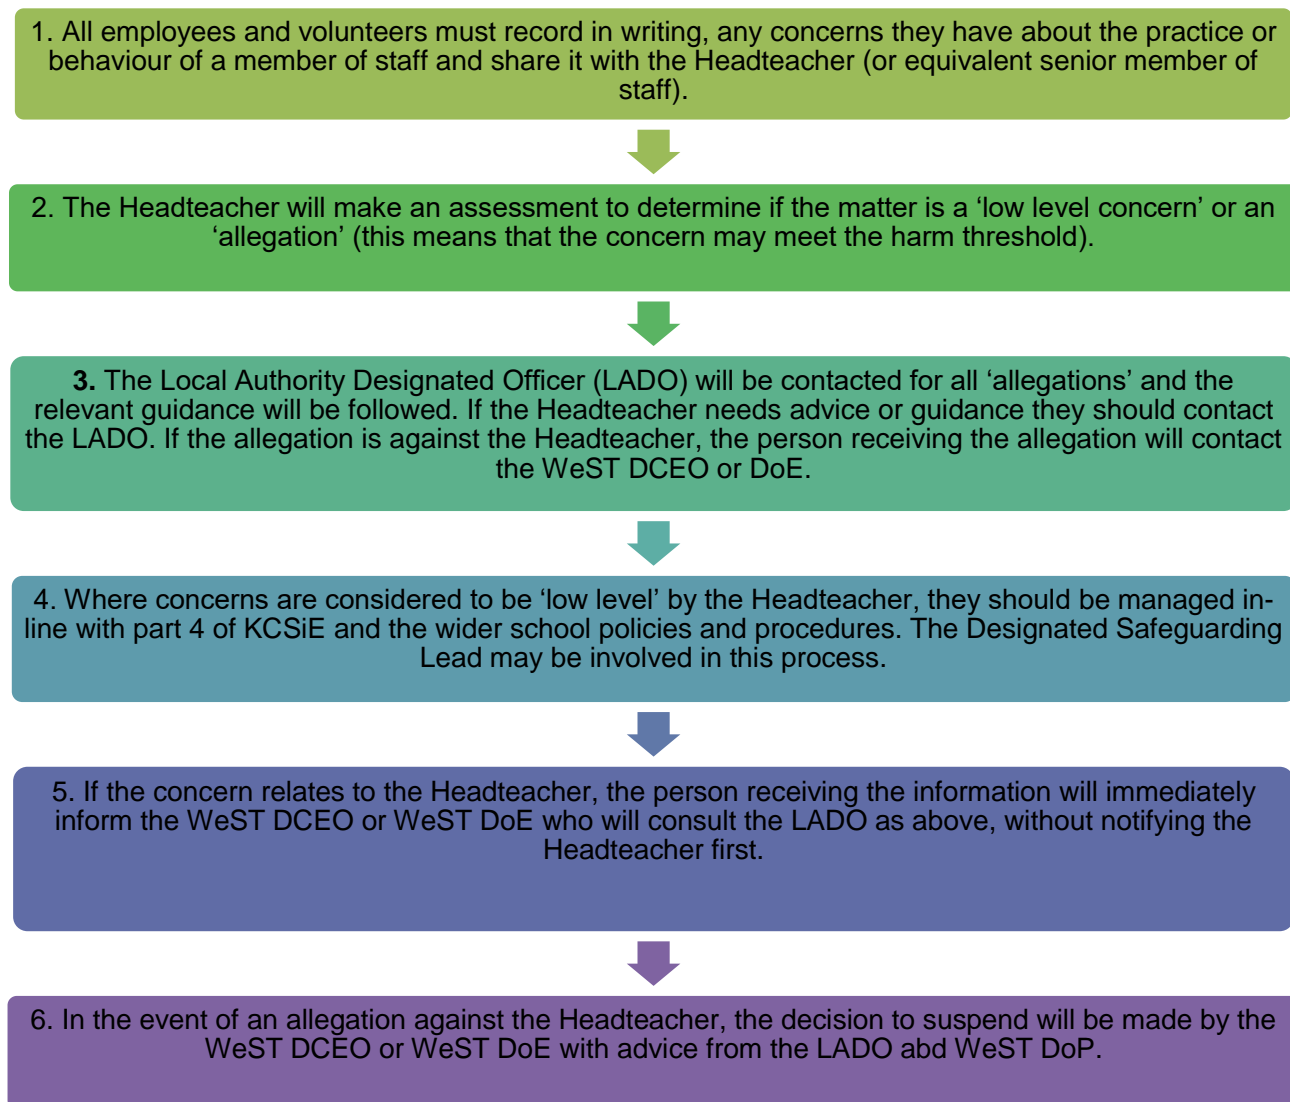 1. All employees and volunteers must record in writing, any concerns they have about the practice or
behaviour of a member of staff and share it with the Headteacher (or equivalent senior member of
staff).
2. The Headteacher will make an assessment to determine if the matter is a ‘low level concern’ or an
‘allegation’ (this means that the concern may meet the harm threshold).
3. The Local Authority Designated Officer (LADO) will be contacted for all ‘allegations’ and the
relevant guidance will be followed. If the Headteacher needs advice or guidance they should contact
the LADO. If the allegation is against the Headteacher, the person receiving the allegation will contact
the WeST DCEO or DoE.
4. Where concerns are considered to be ‘low level’ by the Headteacher, they should be managed in-
line with part 4 of KCSiE and the wider school policies and procedures. The Designated Safeguarding
Lead may be involved in this process.
5. If the concern relates to the Headteacher, the person receiving the information will immediately
inform the WeST DCEO or WeST DoE who will consult the LADO as above, without notifying the
Headteacher first.
6. In the event of an allegation against the Headteacher, the decision to suspend will be made by the
WeST DCEO or WeST DoE with advice from the LADO abd WeST DoP.